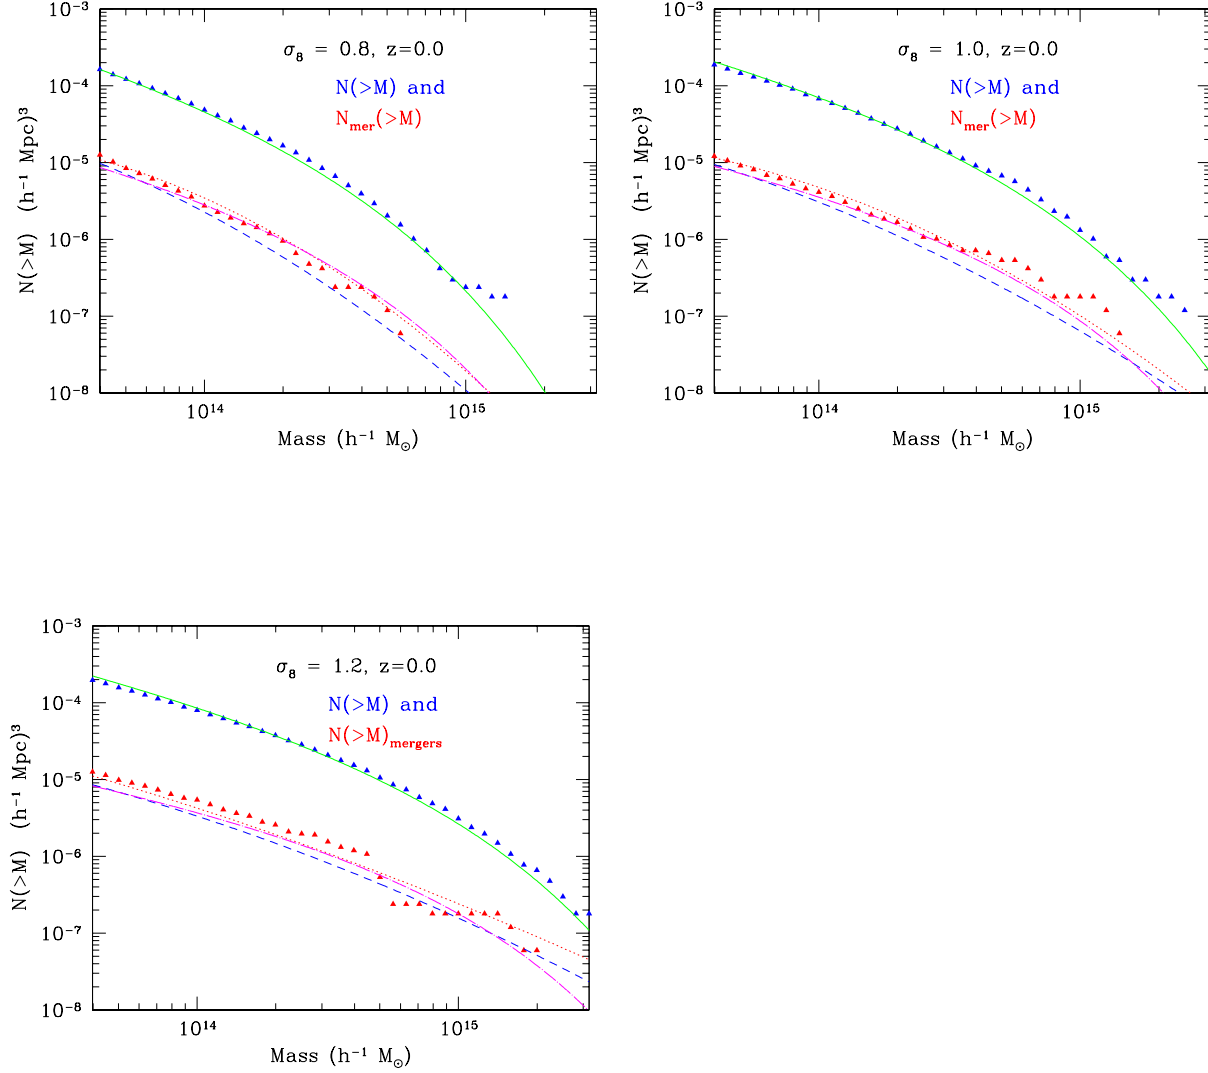 10⁻³
10⁻⁴
10⁻⁵
10⁻⁶
10⁻⁷
10⁻⁸
N(>M) (h⁻¹ Mpc)³
σ₈ = 0.8, z=0.0
N(>M) and
Nₘₑᵣ(>M)
10¹⁴ 10¹⁵
Mass (h⁻¹ M⊙)
10⁻³
10⁻⁴
10⁻⁵
10⁻⁶
10⁻⁷
10⁻⁸
N(>M) (h⁻¹ Mpc)³
σ₈ = 1.0, z=0.0
N(>M) and
Nₘₑᵣ(>M)
10¹⁴ 10¹⁵
Mass (h⁻¹ M⊙)
10⁻³
10⁻⁴
10⁻⁵
10⁻⁶
10⁻⁷
10⁻⁸
N(>M) (h⁻¹ Mpc)³
σ₈ = 1.2, z=0.0
N(>M) and
N(>M)mergers
10¹⁴ 10¹⁵
Mass (h⁻¹ M⊙)